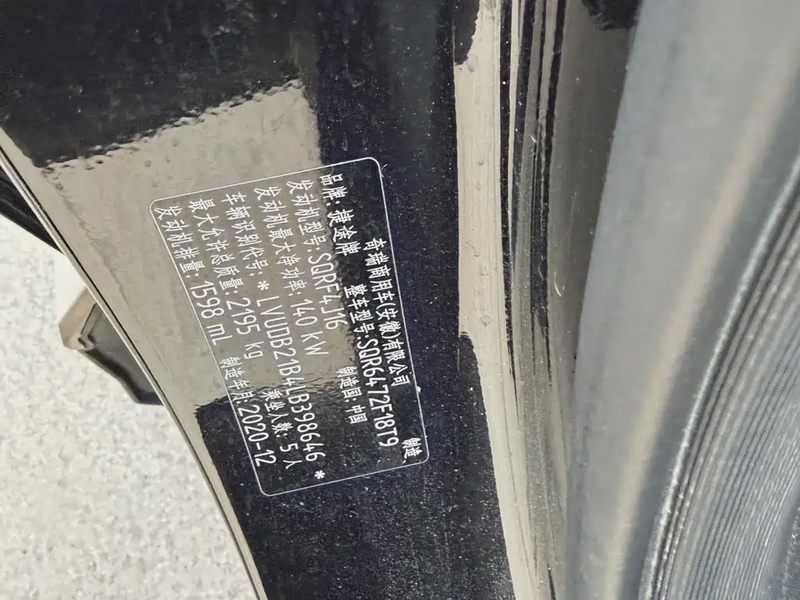 奇瑞商用车(安徽)有限公司 制造
品牌:捷途牌 整车型号:SQR6472F18T9
发动机型号:SQRF4J16 制造国:中国
发动机最大净功率:140 kW
车辆识别代号:*LVUDB21B4LB398646*
最大允许总质量:2195 kg 乘坐人数:5人
发动机排量:1598 mL 制造年月:2020-12